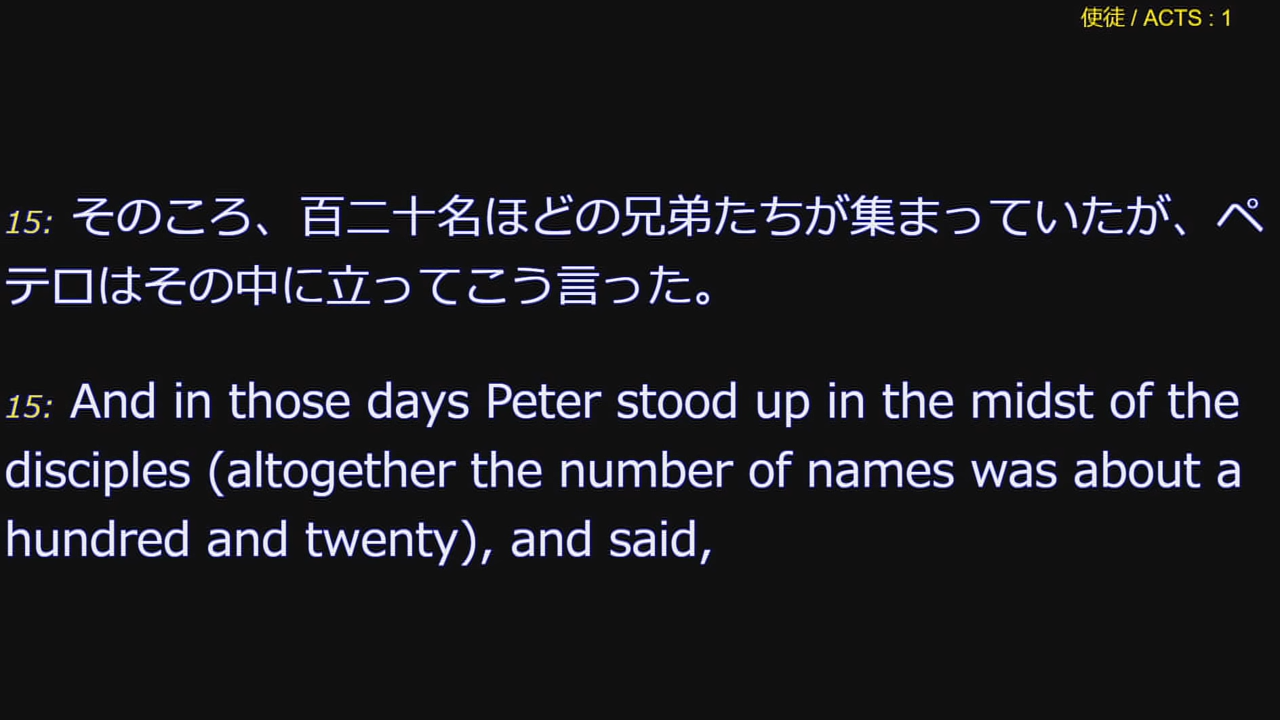 使徒 / ACTS : 1
15: そのころ、百二十名ほどの兄弟たちが集まっていたが、ペ
テロはその中に立ってこう言った。
15: And in those days Peter stood up in the midst of the
disciples (altogether the number of names was about a
hundred and twenty), and said,